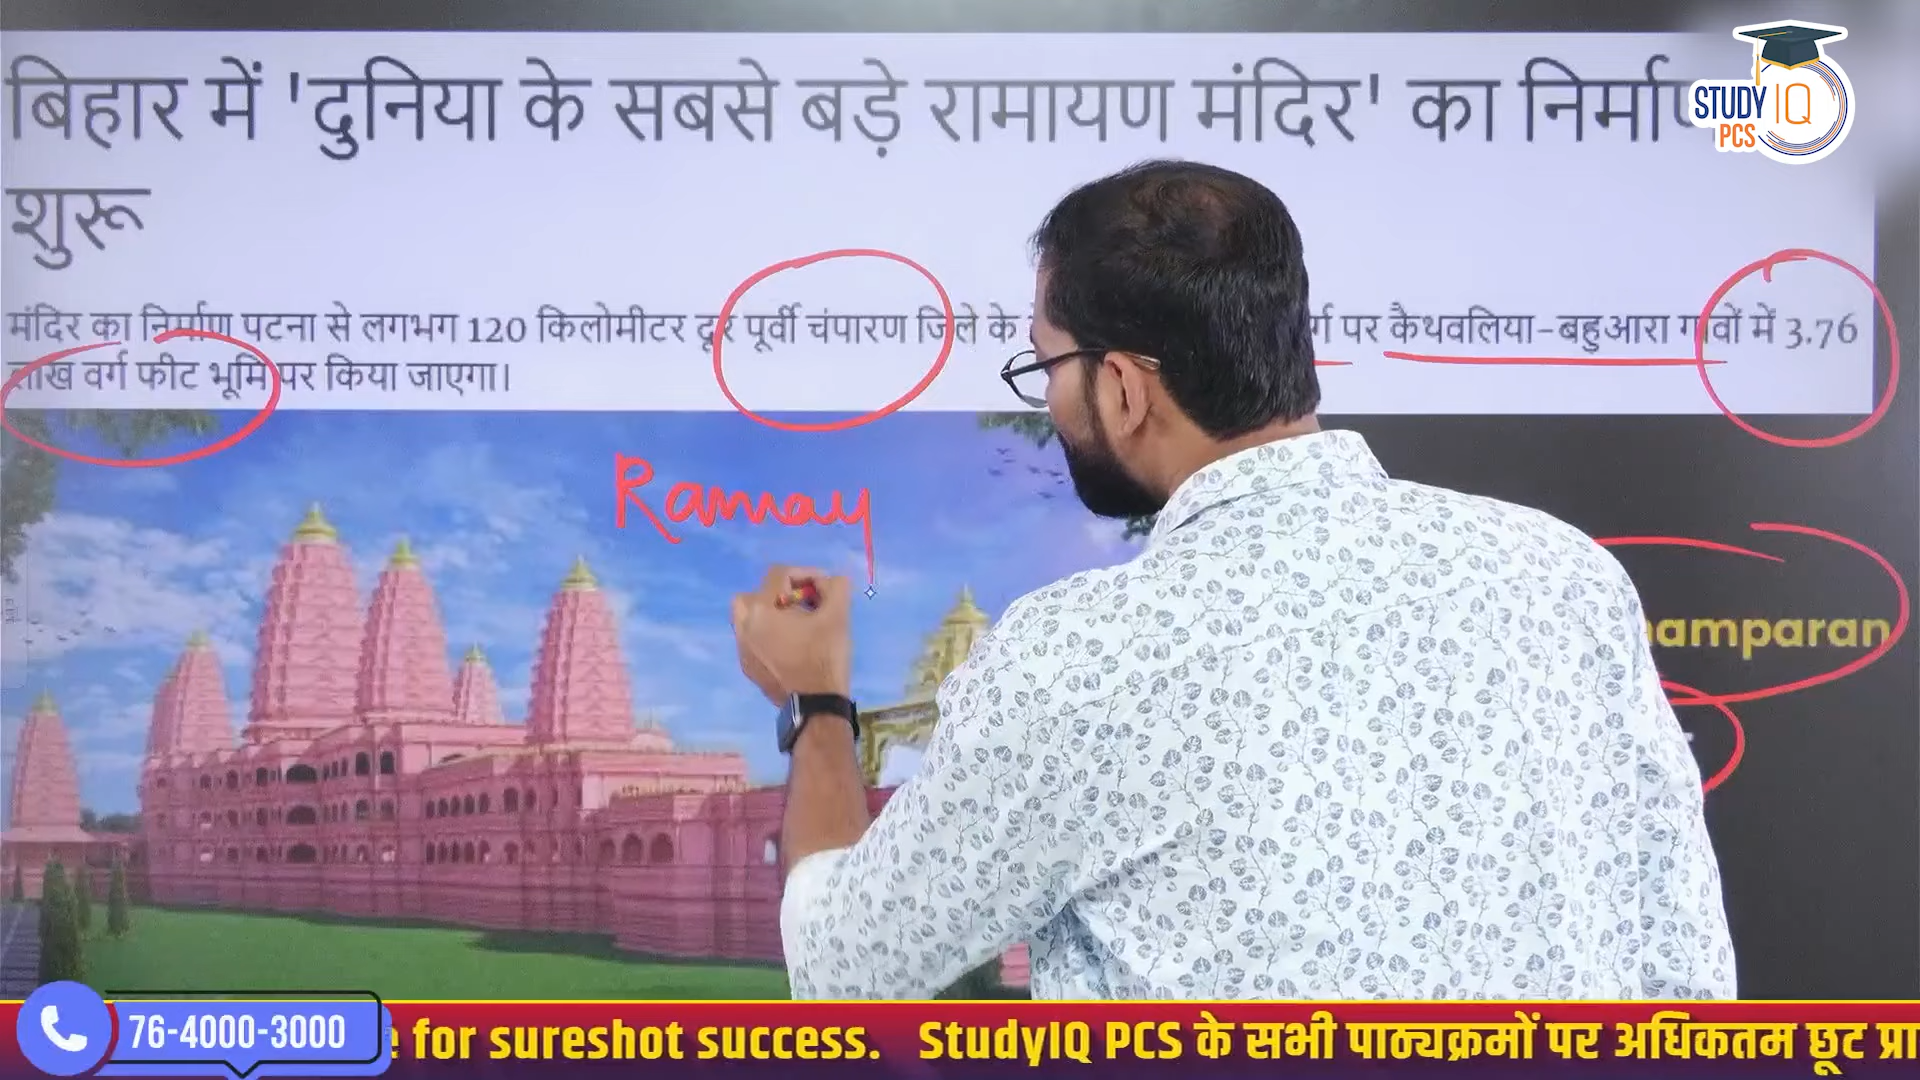 बिहार में 'दुनिया के सबसे बड़े रामायण मंदिर' का
शुरू
STUDY IQ
PCS
मंदिर का निर्माण पटना से लगभग 120 किलोमीटर दूर पूर्वी चंपारण जिले के पर कैथवलिया-बहुआरा गांवों में 3.76
लाख वर्ग फीट भूमि पर किया जाएगा।
Ramay
76-4000-3000
for sureshot success. StudyIQ PCS के सभी पाठ्यक्रमों पर अधिकतम छूट